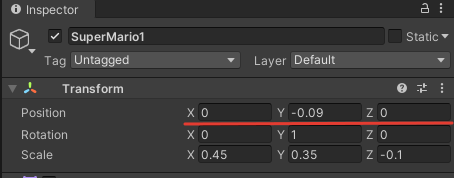 Inspector
SuperMario1 Static
Tag Untagged Layer Default
Transform
Position X 0 Y -0.09 Z 0
Rotation X 0 Y 1 Z 0
Scale X 0.45 Y 0.35 Z -0.1